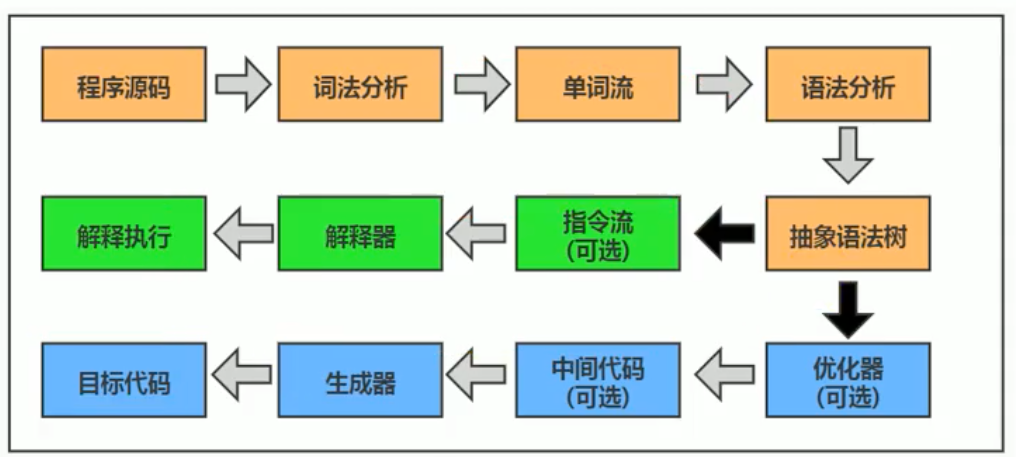 程序源码
词法分析
单词流
语法分析
解释执行
解释器
指令流
(可选)
抽象语法树
目标代码
生成器
中间代码
(可选)
优化器
(可选)